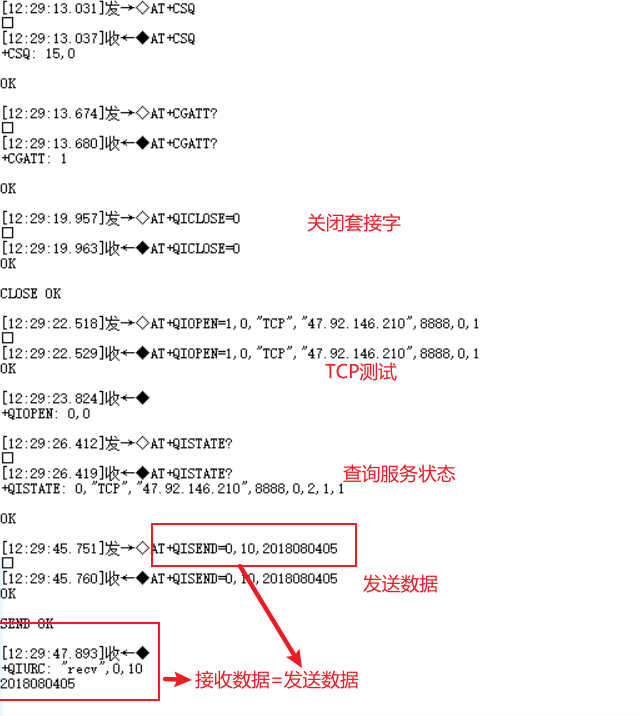 [12:29:13.031]发→◇AT+CSQ
□
[12:29:13.037]收←◆AT+CSQ
+CSQ: 15,0
OK
[12:29:13.674]发→◇AT+CGATT?
□
[12:29:13.680]收←◆AT+CGATT?
+CGATT: 1
OK
[12:29:19.957]发→◇AT+QICLOSE=0
关闭套接字
□
[12:29:19.963]收←◆AT+QICLOSE=0
OK
CLOSE OK
[12:29:22.518]发→◇AT+QIOPEN=1,0,"TCP","47.92.146.210",8888,0,1
□
[12:29:22.529]收←◆AT+QIOPEN=1,0,"TCP","47.92.146.210",8888,0,1
OK
TCP测试
[12:29:23.824]收←◆
+QIOPEN: 0,0
[12:29:26.412]发→◇AT+QISTATE?
□
[12:29:26.419]收←◆AT+QISTATE?
查询服务状态
+QISTATE: 0,"TCP","47.92.146.210",8888,0,2,1,1
OK
[12:29:45.751]发→◇AT+QISEND=0,10,2018080405
□
[12:29:45.760]收←◆AT+QISEND=0,10,2018080405
发送数据
OK
SEND OK
[12:29:47.893]收←◆
+QIURC: "recv",0,10
2018080405
接收数据=发送数据